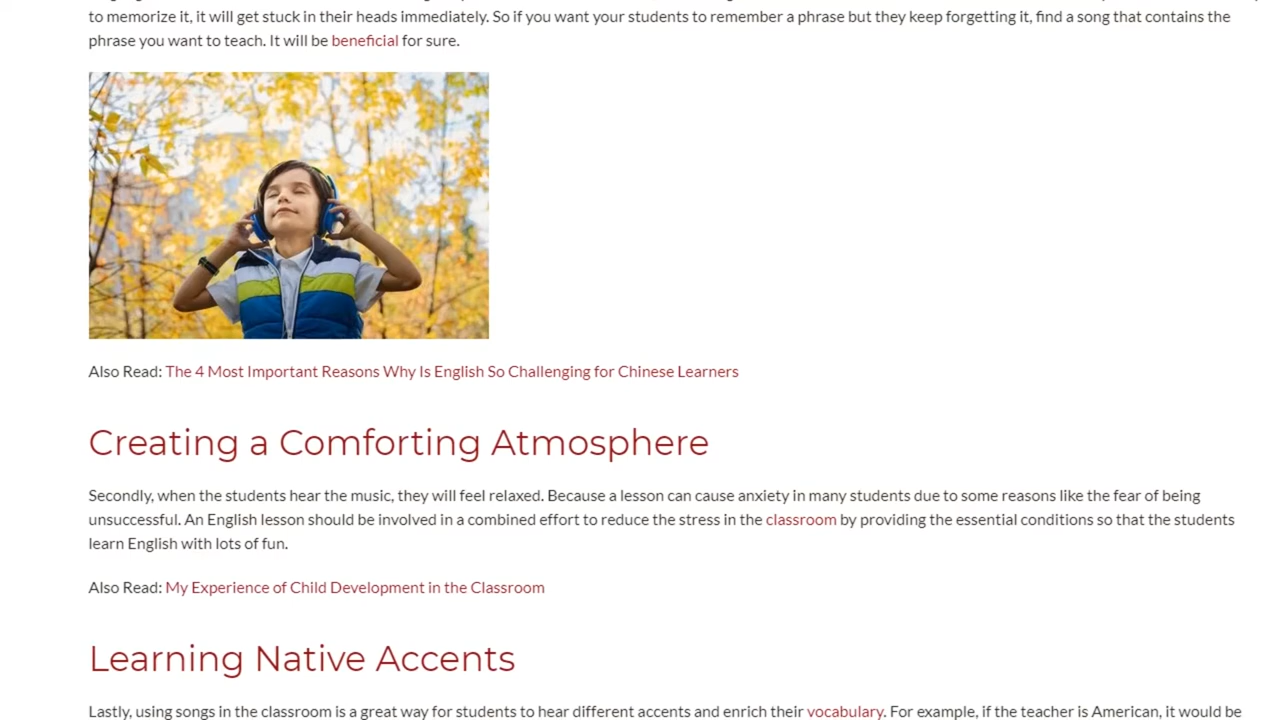 to memorize it, it will get stuck in their heads immediately. So if you want your students to remember a phrase but they keep forgetting it, find a song that contains the
phrase you want to teach. It will be beneficial for sure.
Also Read: The 4 Most Important Reasons Why Is English So Challenging for Chinese Learners
Creating a Comforting Atmosphere
Secondly, when the students hear the music, they will feel relaxed. Because a lesson can cause anxiety in many students due to some reasons like the fear of being
unsuccessful. An English lesson should be involved in a combined effort to reduce the stress in the classroom by providing the essential conditions so that the students
learn English with lots of fun.
Also Read: My Experience of Child Development in the Classroom
Learning Native Accents
Lastly, using songs in the classroom is a great way for students to hear different accents and enrich their vocabulary. For example, if the teacher is American, it would be